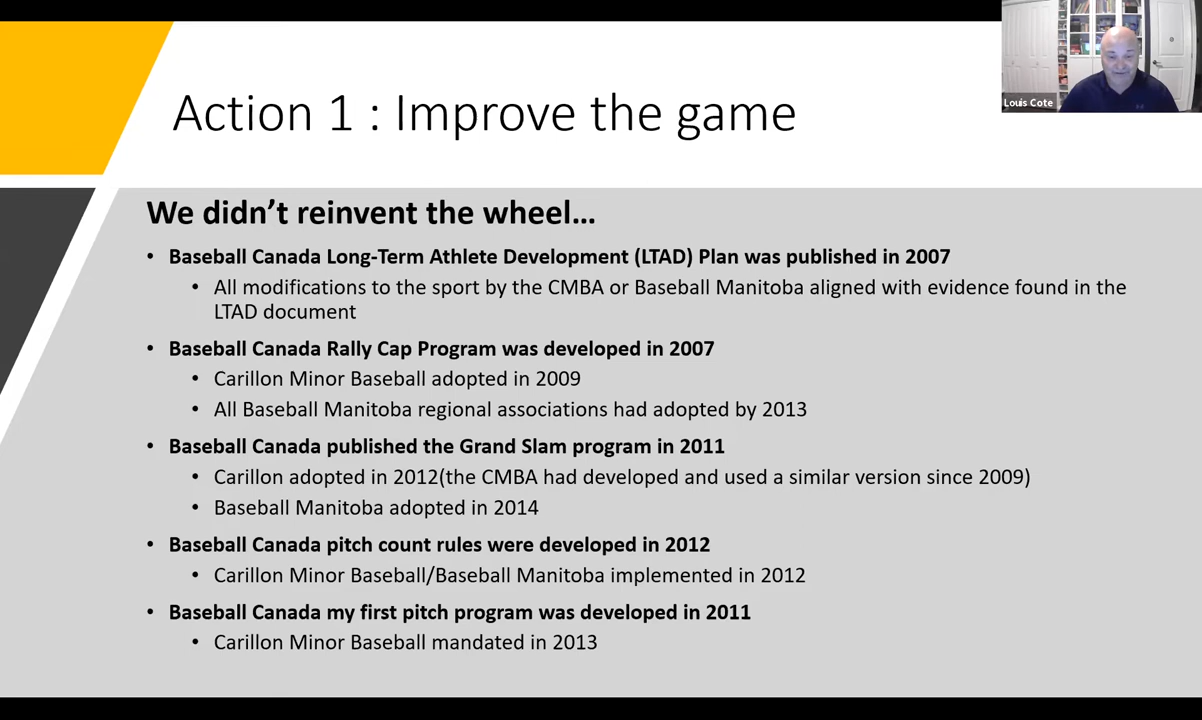 Louis Cote
Action 1 : Improve the game
We didn't reinvent the wheel…
• Baseball Canada Long-Term Athlete Development (LTAD) Plan was published in 2007
• All modifications to the sport by the CMBA or Baseball Manitoba aligned with evidence found in the
LTAD document
• Baseball Canada Rally Cap Program was developed in 2007
• Carillon Minor Baseball adopted in 2009
• All Baseball Manitoba regional associations had adopted by 2013
• Baseball Canada published the Grand Slam program in 2011
• Carillon adopted in 2012(the CMBA had developed and used a similar version since 2009)
• Baseball Manitoba adopted in 2014
• Baseball Canada pitch count rules were developed in 2012
• Carillon Minor Baseball/Baseball Manitoba implemented in 2012
• Baseball Canada my first pitch program was developed in 2011
• Carillon Minor Baseball mandated in 2013